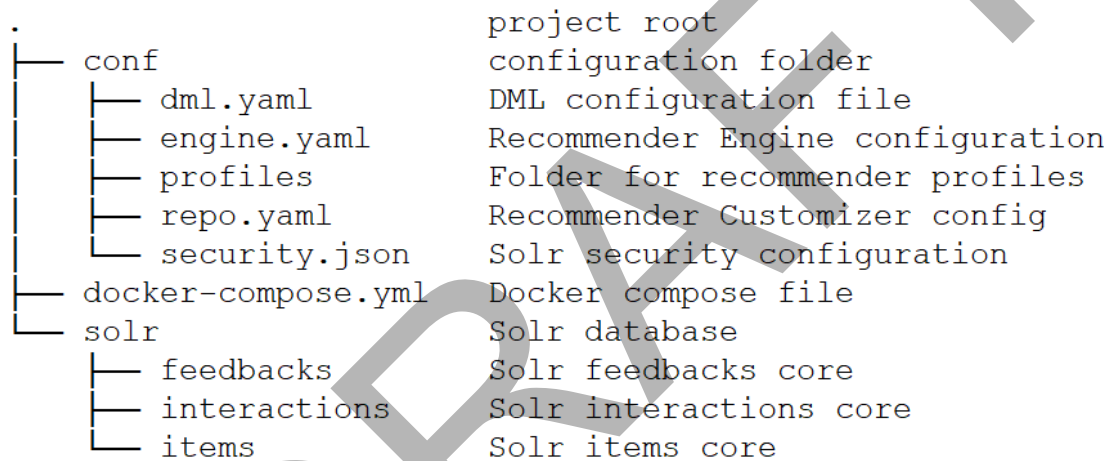 . project root
├── conf configuration folder
│   ├── dml.yaml DML configuration file
│   ├── engine.yaml Recommender Engine configuration
│   ├── profiles Folder for recommender profiles
│   ├── repo.yaml Recommender Customizer config
│   └── security.json Solr security configuration
├── docker-compose.yml Docker compose file
└── solr Solr database
    ├── feedbacks Solr feedbacks core
    ├── interactions Solr interactions core
    └── items Solr items core